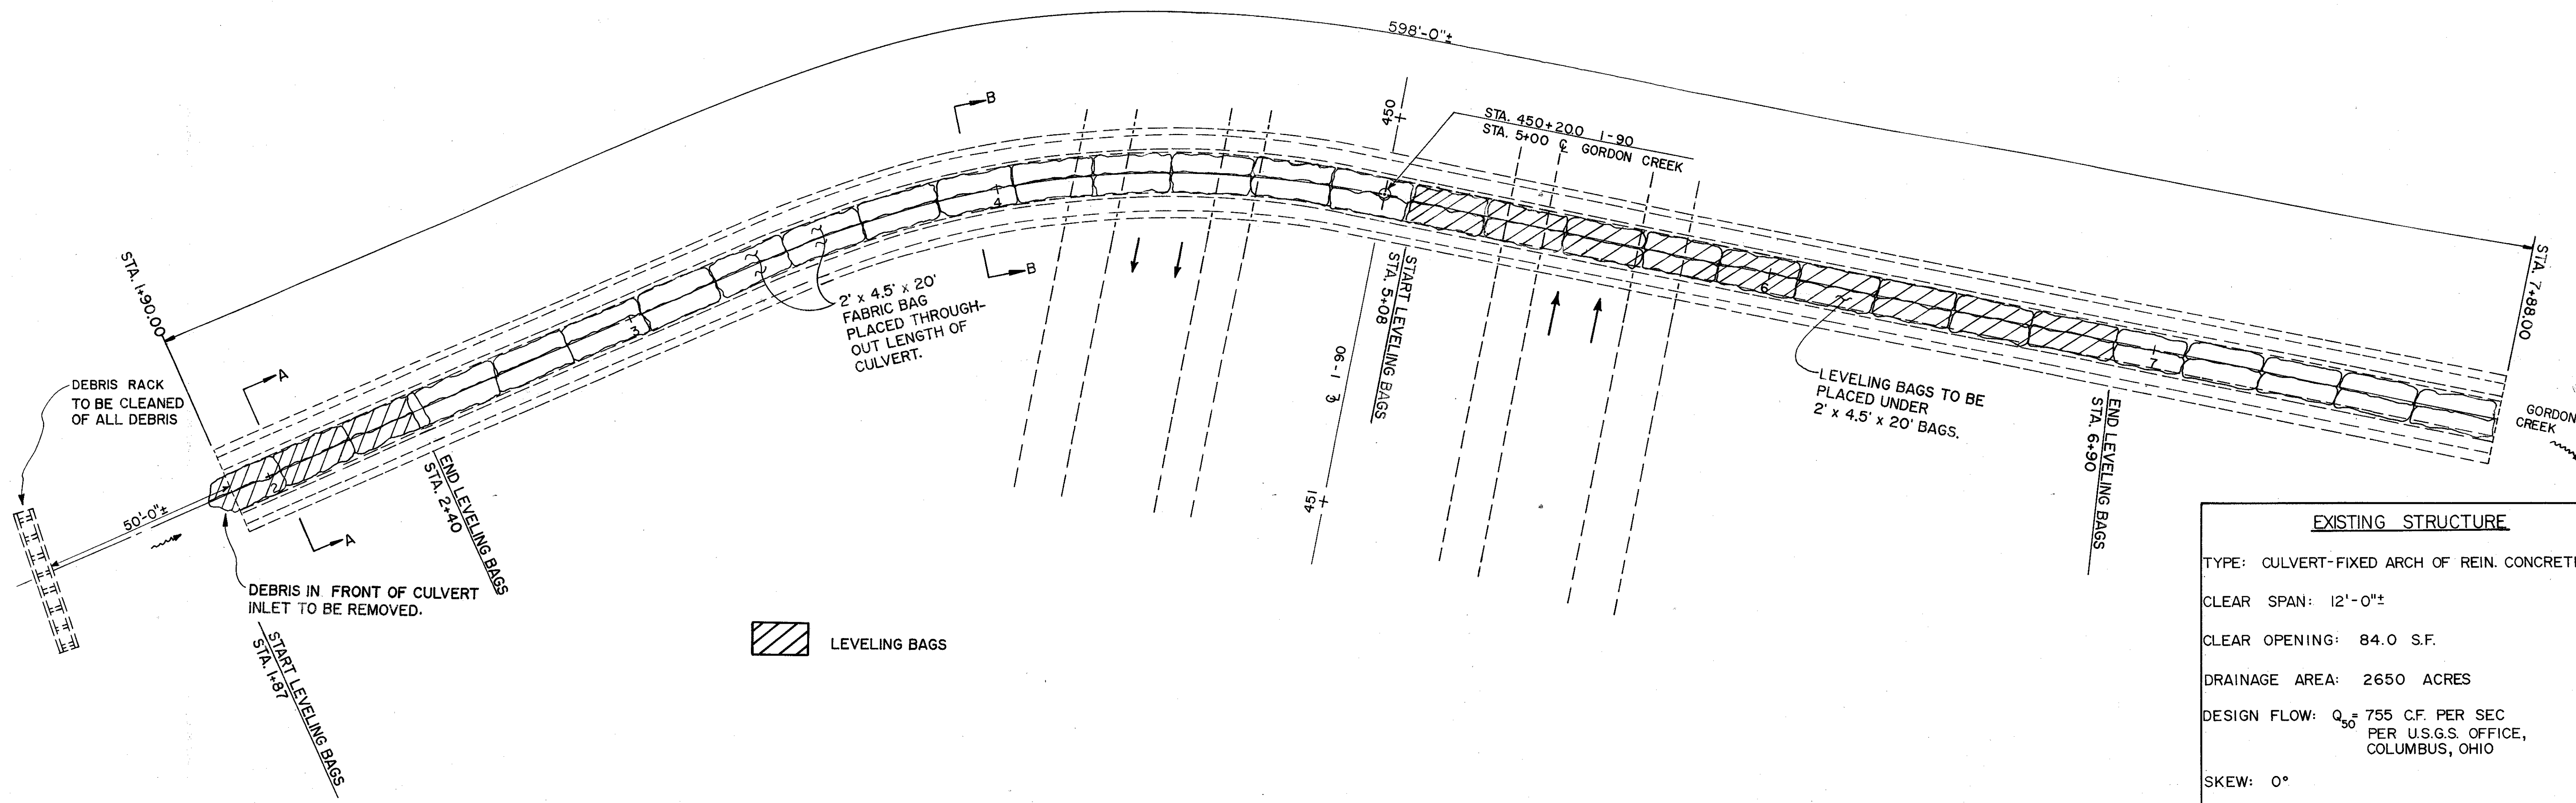 598'-0"±
B
450
STA. 450+20.0 I-90
STA. 5+00 ℄ GORDON CREEK
STA. 1+90.00
4
B
START LEVELING BAGS
STA. 5+08
6
STA. 7+88.00
2' x 4.5' x 20'
FABRIC BAG
PLACED THROUGH-
OUT LENGTH OF
CULVERT.
3
℄ I-90
LEVELING BAGS TO BE
PLACED UNDER
2' x 4.5' x 20' BAGS.
7
DEBRIS RACK
TO BE CLEANED
OF ALL DEBRIS
A
END LEVELING BAGS
STA. 6+90
GORDON
CREEK
2
END LEVELING BAGS
STA. 2+40
451
50'-0"±
A
DEBRIS IN FRONT OF CULVERT
INLET TO BE REMOVED.
START LEVELING BAGS
STA. 1+87
LEVELING BAGS
EXISTING STRUCTURE
TYPE: CULVERT-FIXED ARCH OF REIN. CONCRETE
CLEAR SPAN: 12'-0"±
CLEAR OPENING: 84.0 S.F.
DRAINAGE AREA: 2650 ACRES
DESIGN FLOW: Q50= 755 C.F. PER SEC
PER U.S.G.S. OFFICE,
COLUMBUS, OHIO
SKEW: 0°